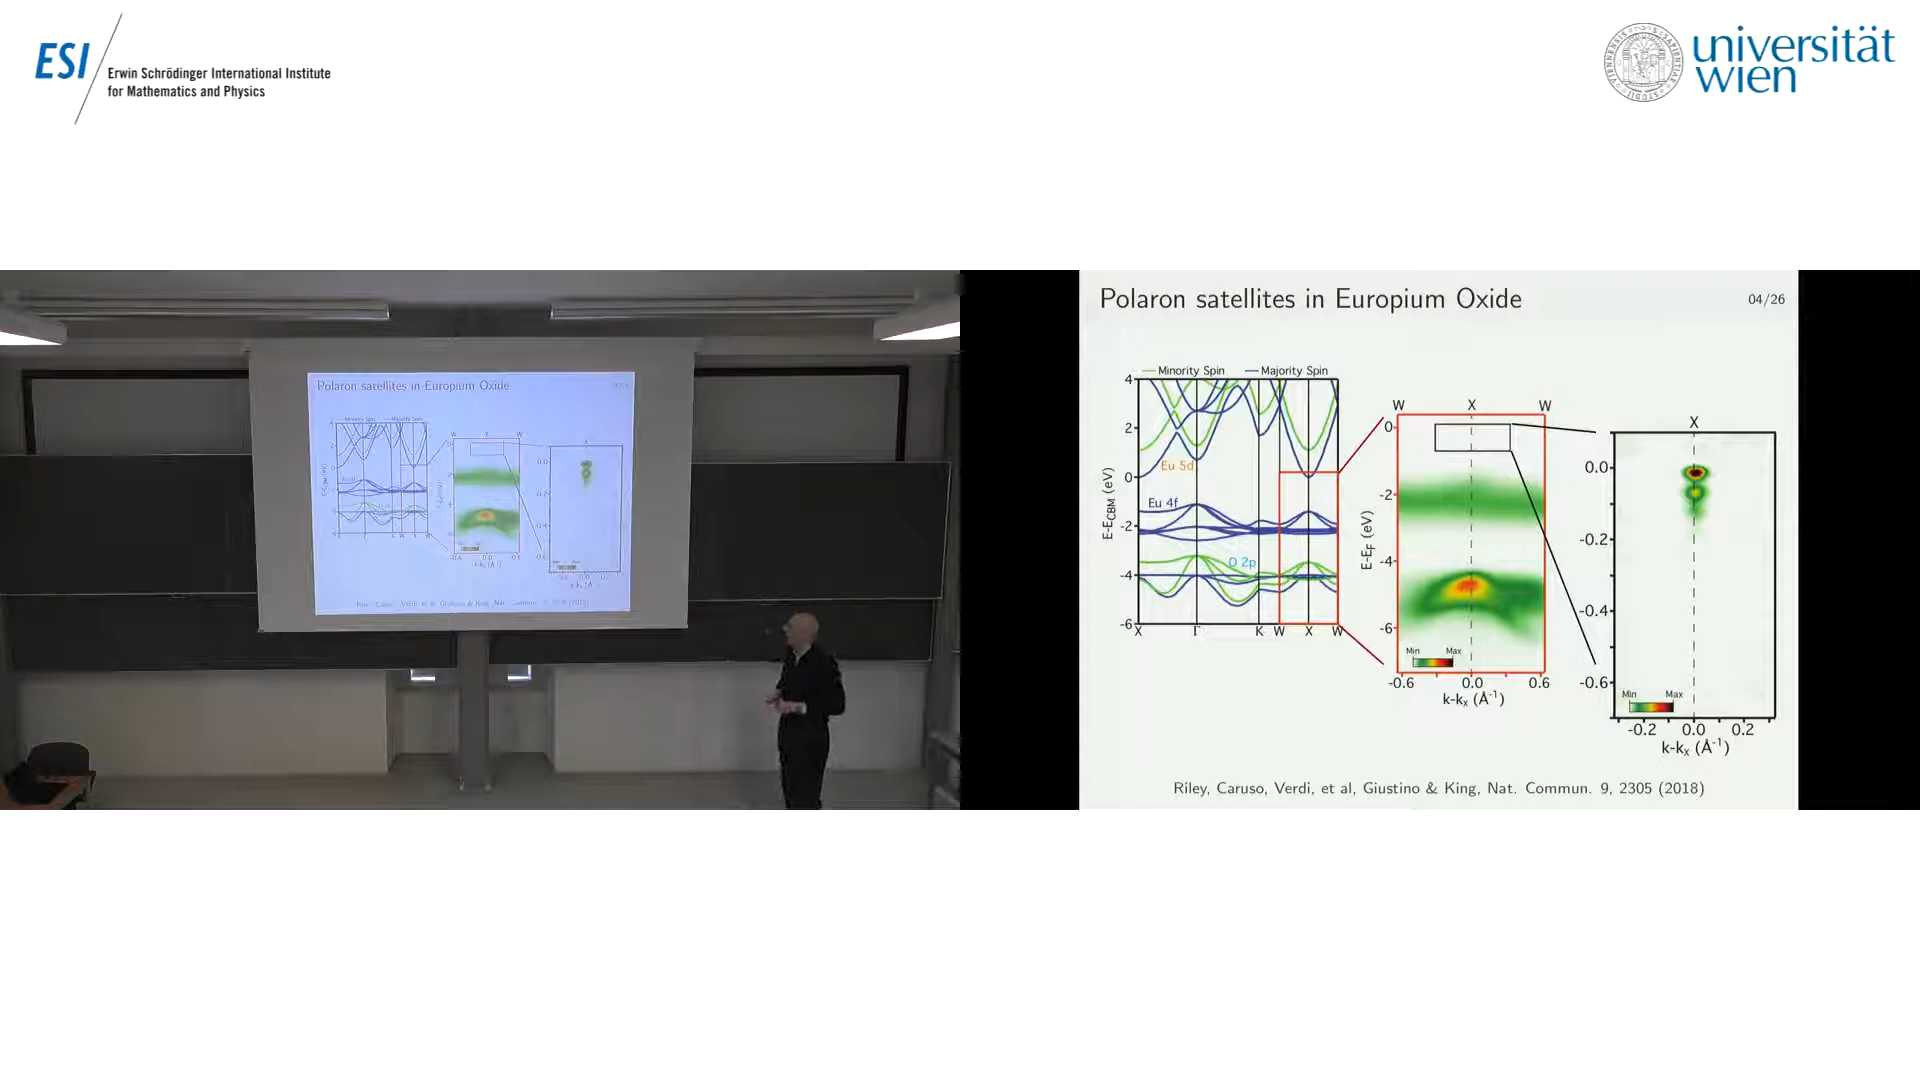 ESI
Erwin Schrödinger International Institute
for Mathematics and Physics
universität
wien
Polaron satellites in Europium Oxide
Polaron satellites in Europium Oxide
04/26
Minority Spin
Majority Spin
4
2
0
-2
-4
-6
E-ECBM (eV)
Eu 5d
Eu 4f
O 2p
X
Γ
K
W
X
W
W
X
W
0
-2
-4
-6
E-EF (eV)
Min
Max
-0.6
0.0
0.6
k-kx (Å-1)
X
0.0
-0.2
-0.4
-0.6
Min
Max
-0.2
0.0
0.2
k-kx (Å-1)
Riley, Caruso, Verdi, et al, Giustino & King, Nat. Commun. 9, 2305 (2018)